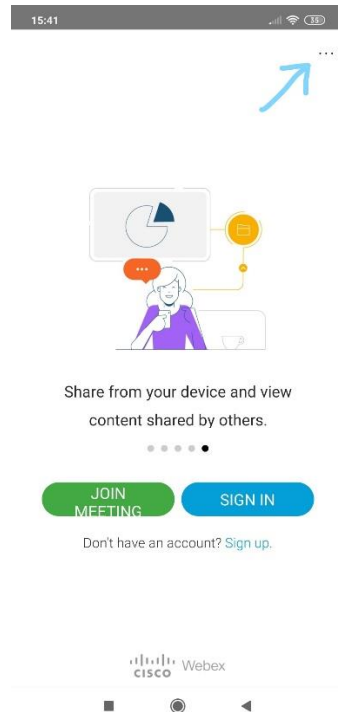 15:41
35
Share from your device and view
content shared by others.
JOIN
MEETING
SIGN IN
Don't have an account? Sign up.
CISCO Webex